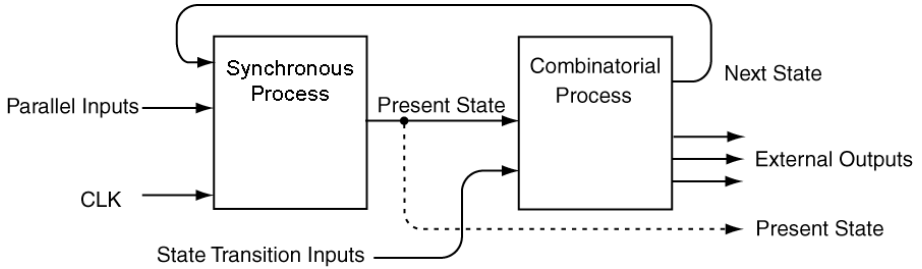 Synchronous
Process
Combinatorial
Process
Next State
Parallel Inputs
Present State
External Outputs
CLK
Present State
State Transition Inputs